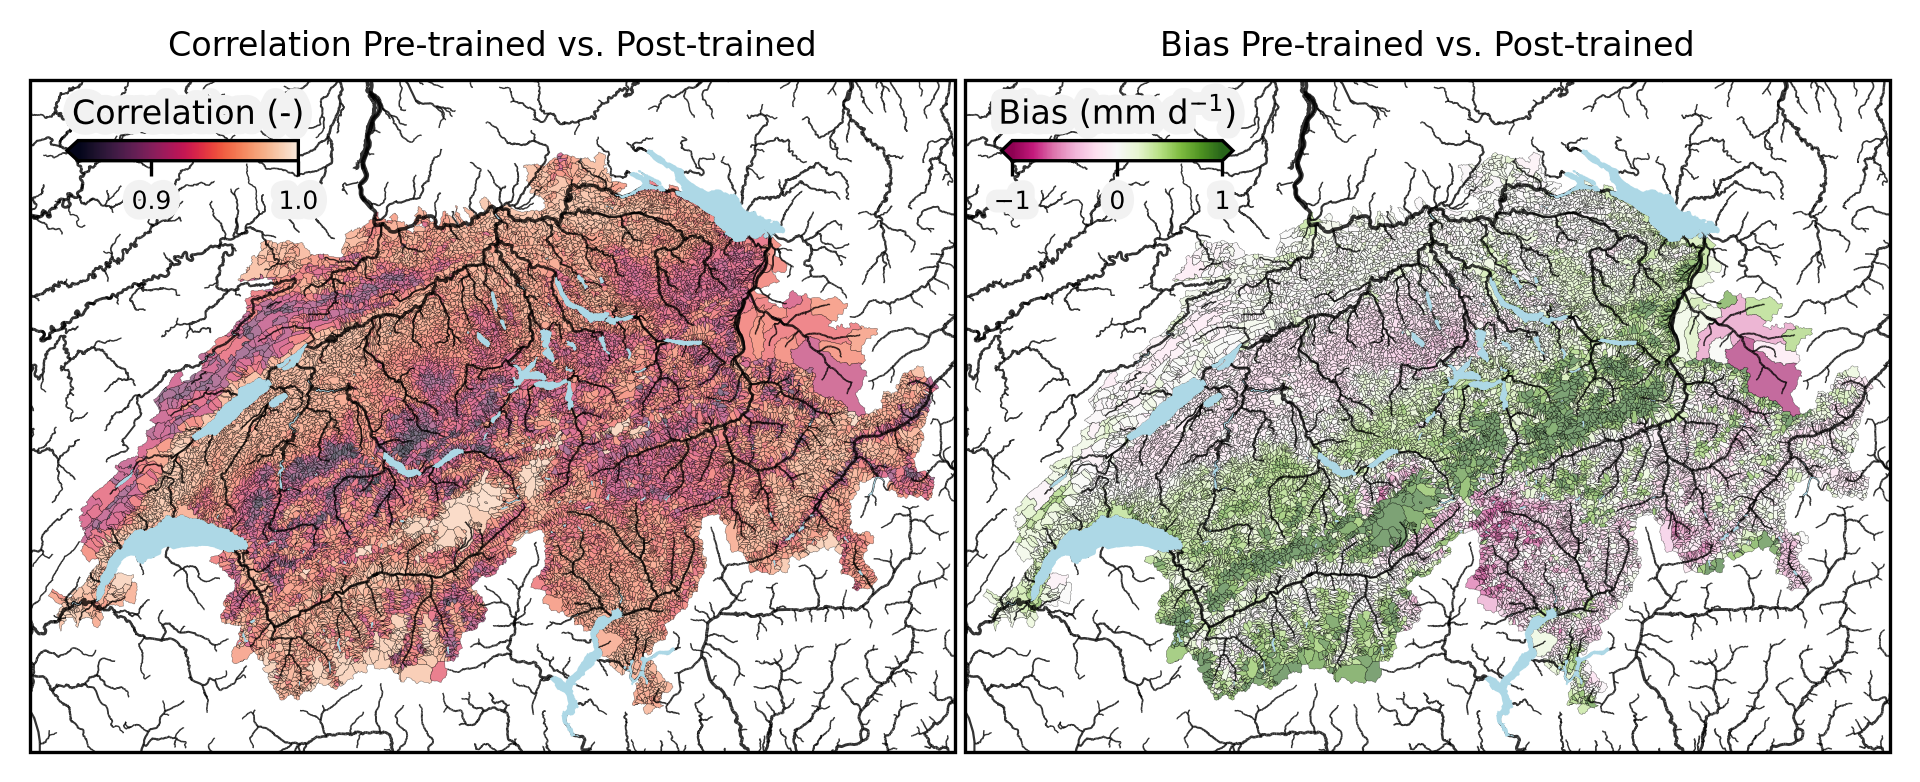 Correlation Pre-trained vs. Post-trained
Correlation (-)
0.9 1.0
Bias Pre-trained vs. Post-trained
Bias (mm d⁻¹)
−1 0 1